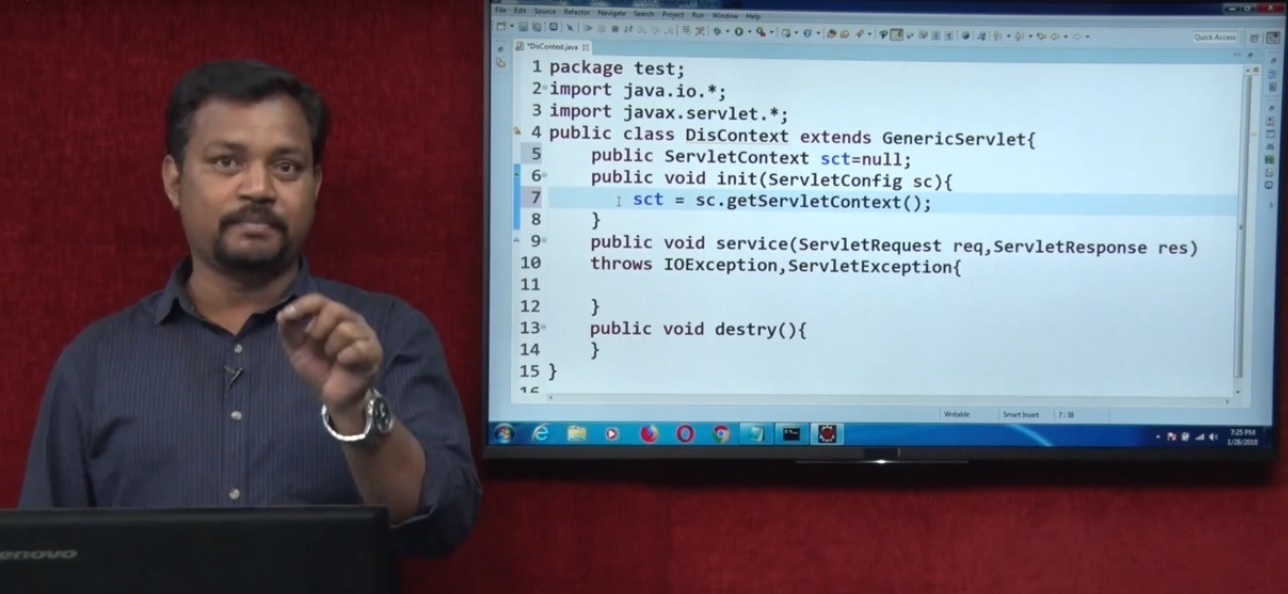 File Edit Source Refactor Navigate Search Project Run Window Help
Quick Access
*DisContext.java
1 package test;
2 import java.io.*;
3 import javax.servlet.*;
4 public class DisContext extends GenericServlet{
5 public ServletContext sct=null;
6 public void init(ServletConfig sc){
7 sct = sc.getServletContext();
8 }
9 public void service(ServletRequest req,ServletResponse res)
10 throws IOException,ServletException{
11
12 }
13 public void destry(){
14 }
15 }
16
Writable Smart Insert 7 : 38
7:25 PM
1/26/2018
enovo